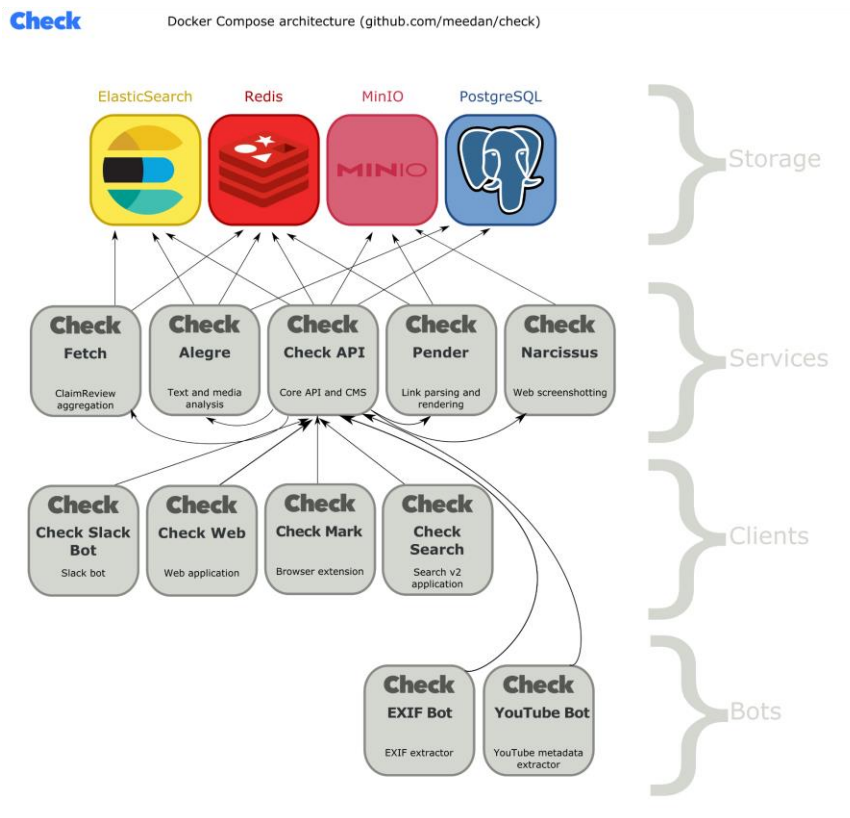 Check
Docker Compose architecture (github.com/meedan/check)
ElasticSearch
Redis
MinIO
PostgreSQL
MINIO
Storage
Check
Fetch
ClaimReview
aggregation
Check
Alegre
Text and media
analysis
Check
Check API
Core API and CMS
Check
Pender
Link parsing and
rendering
Check
Narcissus
Web screenshotting
Services
Check
Check Slack
Bot
Slack bot
Check
Check Web
Web application
Check
Check Mark
Browser extension
Check
Check
Search
Search v2
application
Clients
Check
EXIF Bot
EXIF extractor
Check
YouTube Bot
YouTube metadata
extractor
Bots